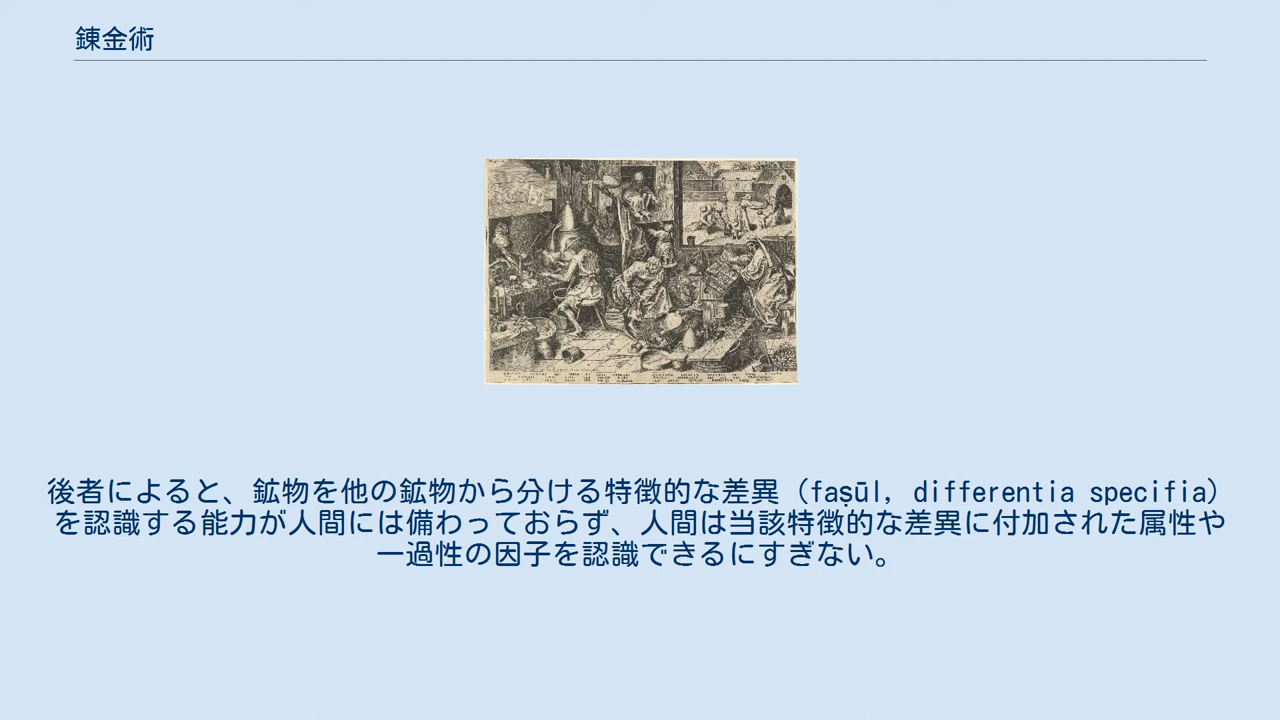 錬金術
後者によると、鉱物を他の鉱物から分ける特徴的な差異（faṣūl, differentia specifia）
を認識する能力が人間には備わっておらず、人間は当該特徴的な差異に付加された属性や
一過性の因子を認識できるにすぎない。